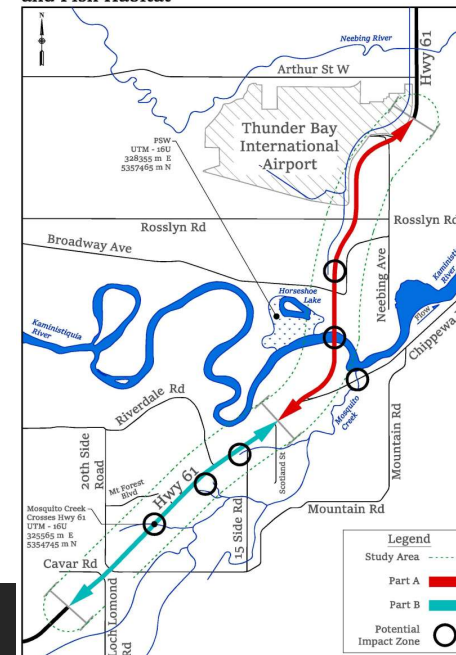 and Fish Habitat
N
Neebing River
Hwy 61
Arthur St W
Thunder Bay
International
Airport
PSW
UTM - 16U
328355 m E
5357465 m N
Rosslyn Rd
Rosslyn Rd
Broadway Ave
Neebing Ave
Horseshoe
Lake
Kaministiquia
River
Flow
Chippewa
Kaministiquia
River
Riverdale Rd
Mosquito
Creek
20th Side
Road
Mt Forest
Blvd
Hwy 61
Scotland St
Mountain Rd
Mosquito Creek
Crosses Hwy 61
UTM - 16U
325565 m E
5354745 m N
15 Side Rd
Mountain Rd
Cavar Rd
Loch Lomond
Rd
Legend
Study Area
Part A
Part B
Potential
Impact Zone